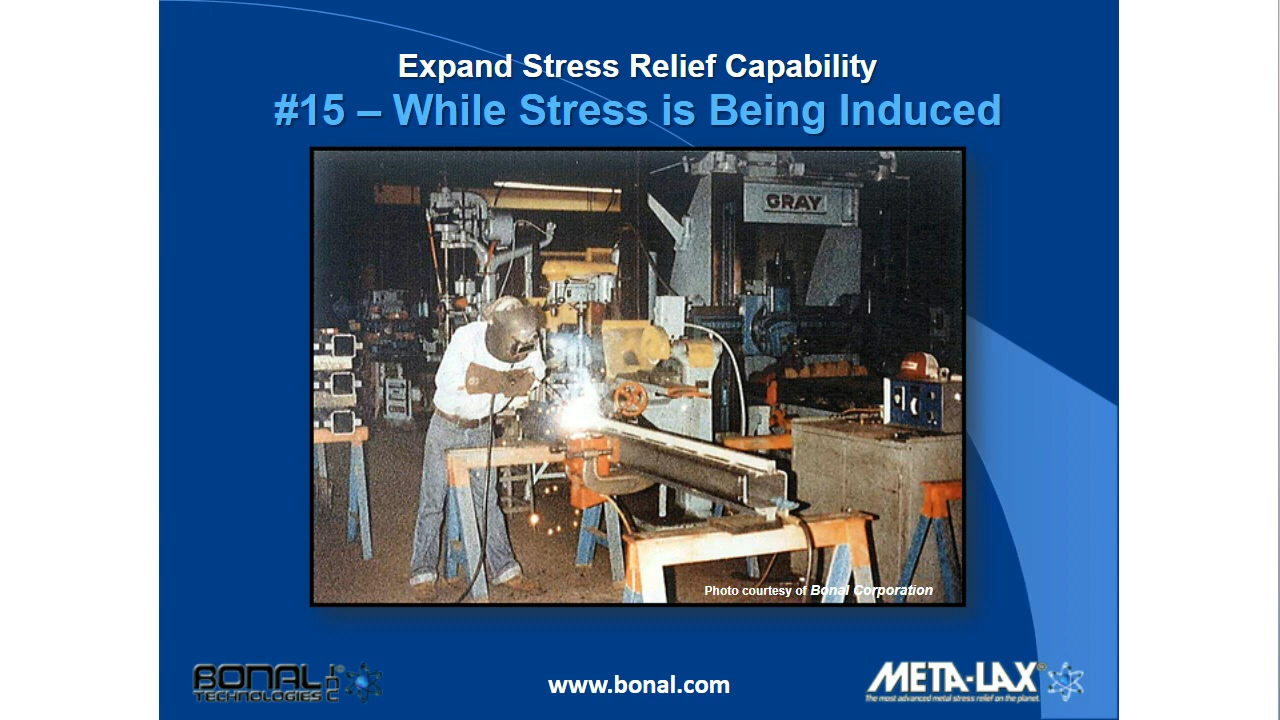 Expand Stress Relief Capability
#15 – While Stress is Being Induced
GRAY
Photo courtesy of Bonal Corporation
BONAL INC®
TECHNOLOGIES
www.bonal.com
META-LAX®
The most advanced metal stress relief on the planet.